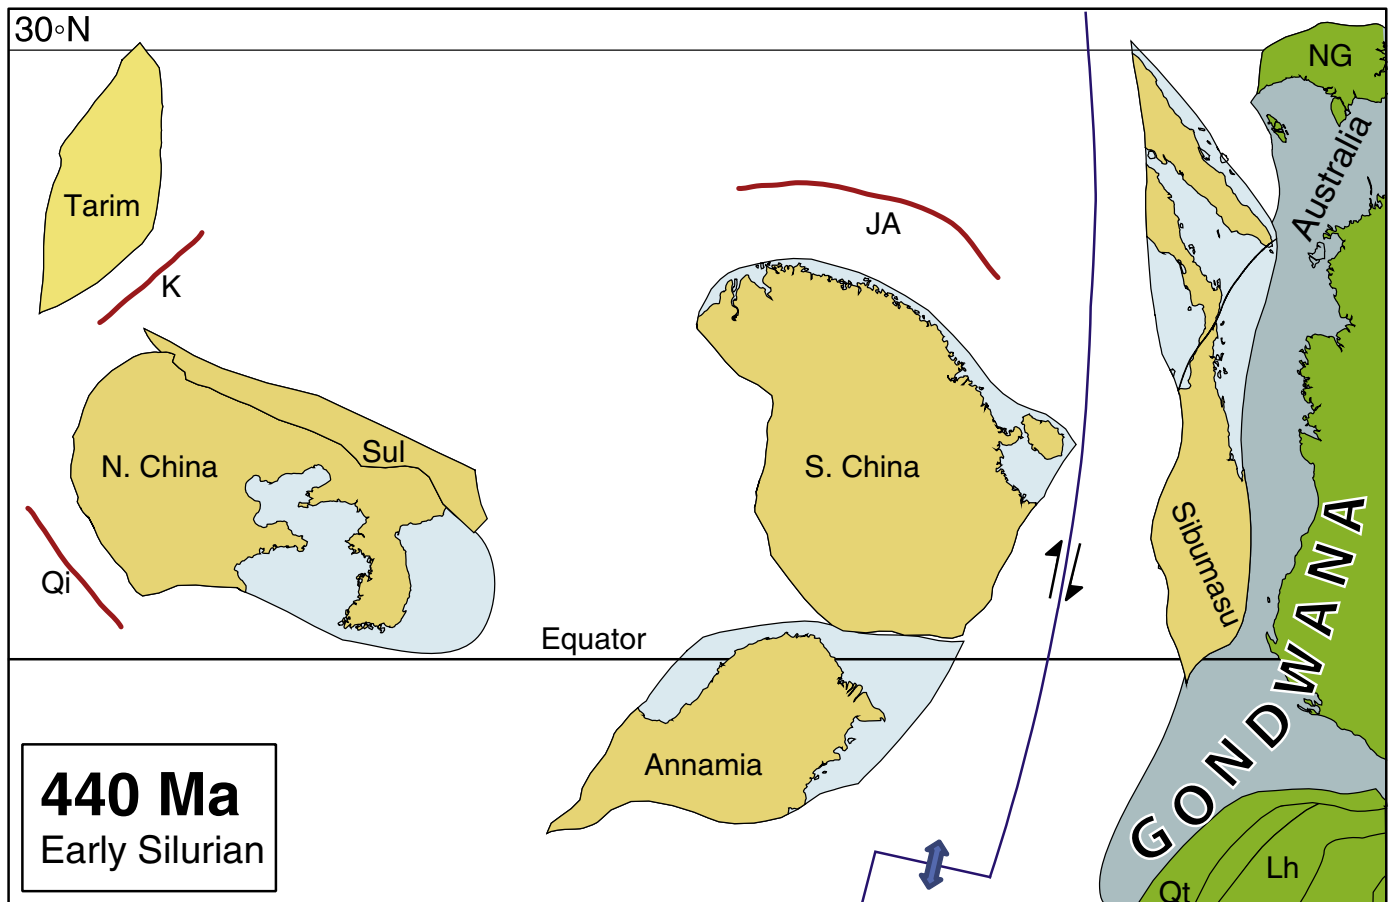 30°N
NG
Australia
Tarim
JA
K
Sul
N. China
S. China
Sibumasu
GONDWANA
Qi
Equator
Annamia
440 Ma
Early Silurian
Lh
Qt